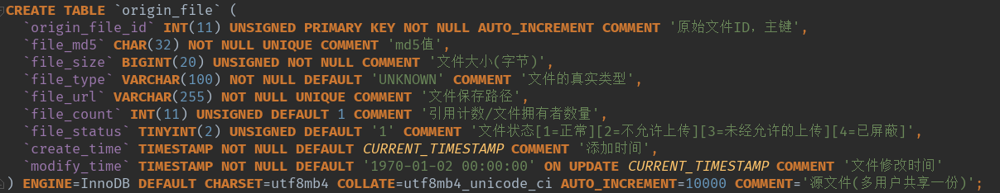 CREATE TABLE `origin_file` (
`origin_file_id` INT(11) UNSIGNED PRIMARY KEY NOT NULL AUTO_INCREMENT COMMENT '原始文件ID，主键',
`file_md5` CHAR(32) NOT NULL UNIQUE COMMENT 'md5值',
`file_size` BIGINT(20) UNSIGNED NOT NULL COMMENT '文件大小(字节)',
`file_type` VARCHAR(100) NOT NULL DEFAULT 'UNKNOWN' COMMENT '文件的真实类型',
`file_url` VARCHAR(255) NOT NULL UNIQUE COMMENT '文件保存路径',
`file_count` INT(11) UNSIGNED DEFAULT 1 COMMENT '引用计数/文件拥有者数量',
`file_status` TINYINT(2) UNSIGNED DEFAULT '1' COMMENT '文件状态[1=正常][2=不允许上传][3=未经允许的上传][4=已屏蔽]',
`create_time` TIMESTAMP NOT NULL DEFAULT CURRENT_TIMESTAMP COMMENT '添加时间',
`modify_time` TIMESTAMP NOT NULL DEFAULT '1970-01-02 00:00:00' ON UPDATE CURRENT_TIMESTAMP COMMENT '文件修改时间'
) ENGINE=InnoDB DEFAULT CHARSET=utf8mb4 COLLATE=utf8mb4_unicode_ci AUTO_INCREMENT=10000 COMMENT='源文件(多用户共享一份)';